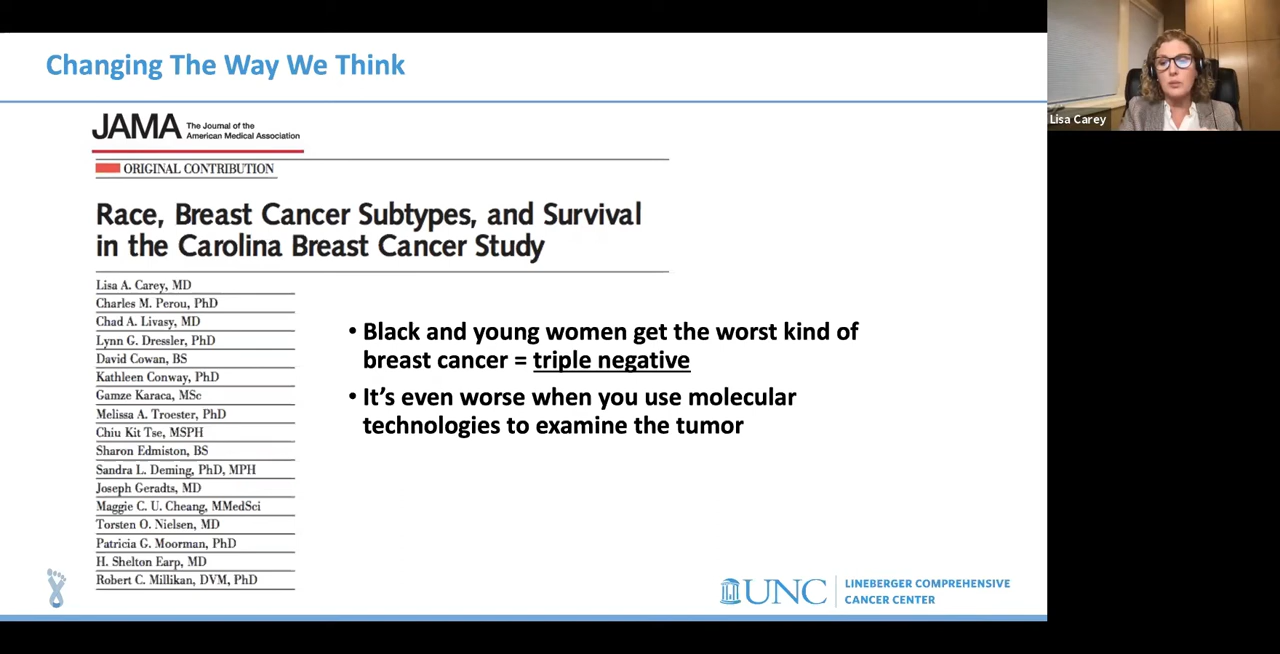 Changing The Way We Think
Lisa Carey
JAMA The Journal of the
American Medical Association
ORIGINAL CONTRIBUTION
Race, Breast Cancer Subtypes, and Survival
in the Carolina Breast Cancer Study
Lisa A. Carey, MD
Charles M. Perou, PhD
Chad A. Livasy, MD
Lynn G. Dressler, PhD
David Cowan, BS
Kathleen Conway, PhD
Gamze Karaca, MSc
Melissa A. Troester, PhD
Chiu Kit Tse, MSPH
Sharon Edmiston, BS
Sandra L. Deming, PhD, MPH
Joseph Geradts, MD
Maggie C. U. Cheang, MMedSci
Torsten O. Nielsen, MD
Patricia G. Moorman, PhD
H. Shelton Earp, MD
Robert C. Millikan, DVM, PhD
• Black and young women get the worst kind of
breast cancer = triple negative
• It's even worse when you use molecular
technologies to examine the tumor
UNC LINEBERGER COMPREHENSIVE
CANCER CENTER